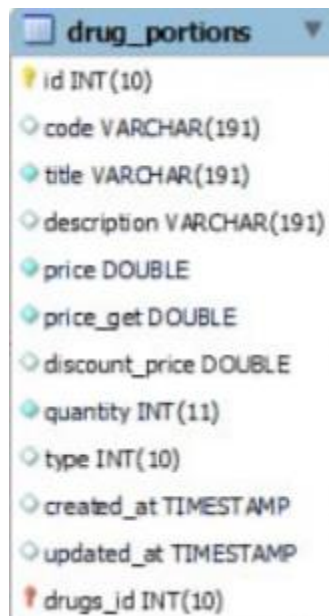 drug_portions
id INT(10)
code VARCHAR(191)
title VARCHAR(191)
description VARCHAR(191)
price DOUBLE
price_get DOUBLE
discount_price DOUBLE
quantity INT(11)
type INT(10)
created_at TIMESTAMP
updated_at TIMESTAMP
drugs_id INT(10)